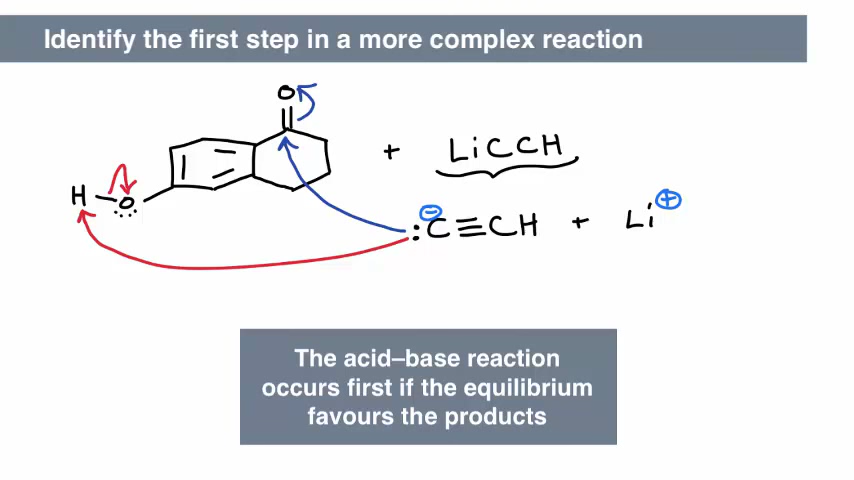 Identify the first step in a more complex reaction
O
+ LiCCH
H O
:C≡CH + Li
− +
The acid–base reaction
occurs first if the equilibrium
favours the products